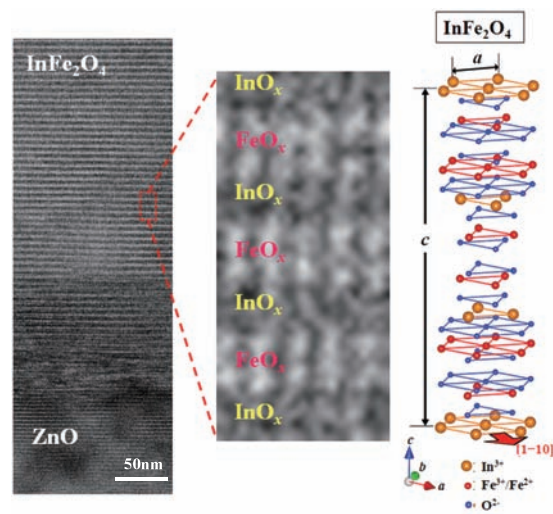 InFe₂O₄
ZnO
50nm
InOₓ
FeOₓ
InOₓ
FeOₓ
InOₓ
FeOₓ
InOₓ
InFe₂O₄
a
c
[1-10]
c
b
a
: In³⁺
: Fe³⁺/Fe²⁺
: O²⁻